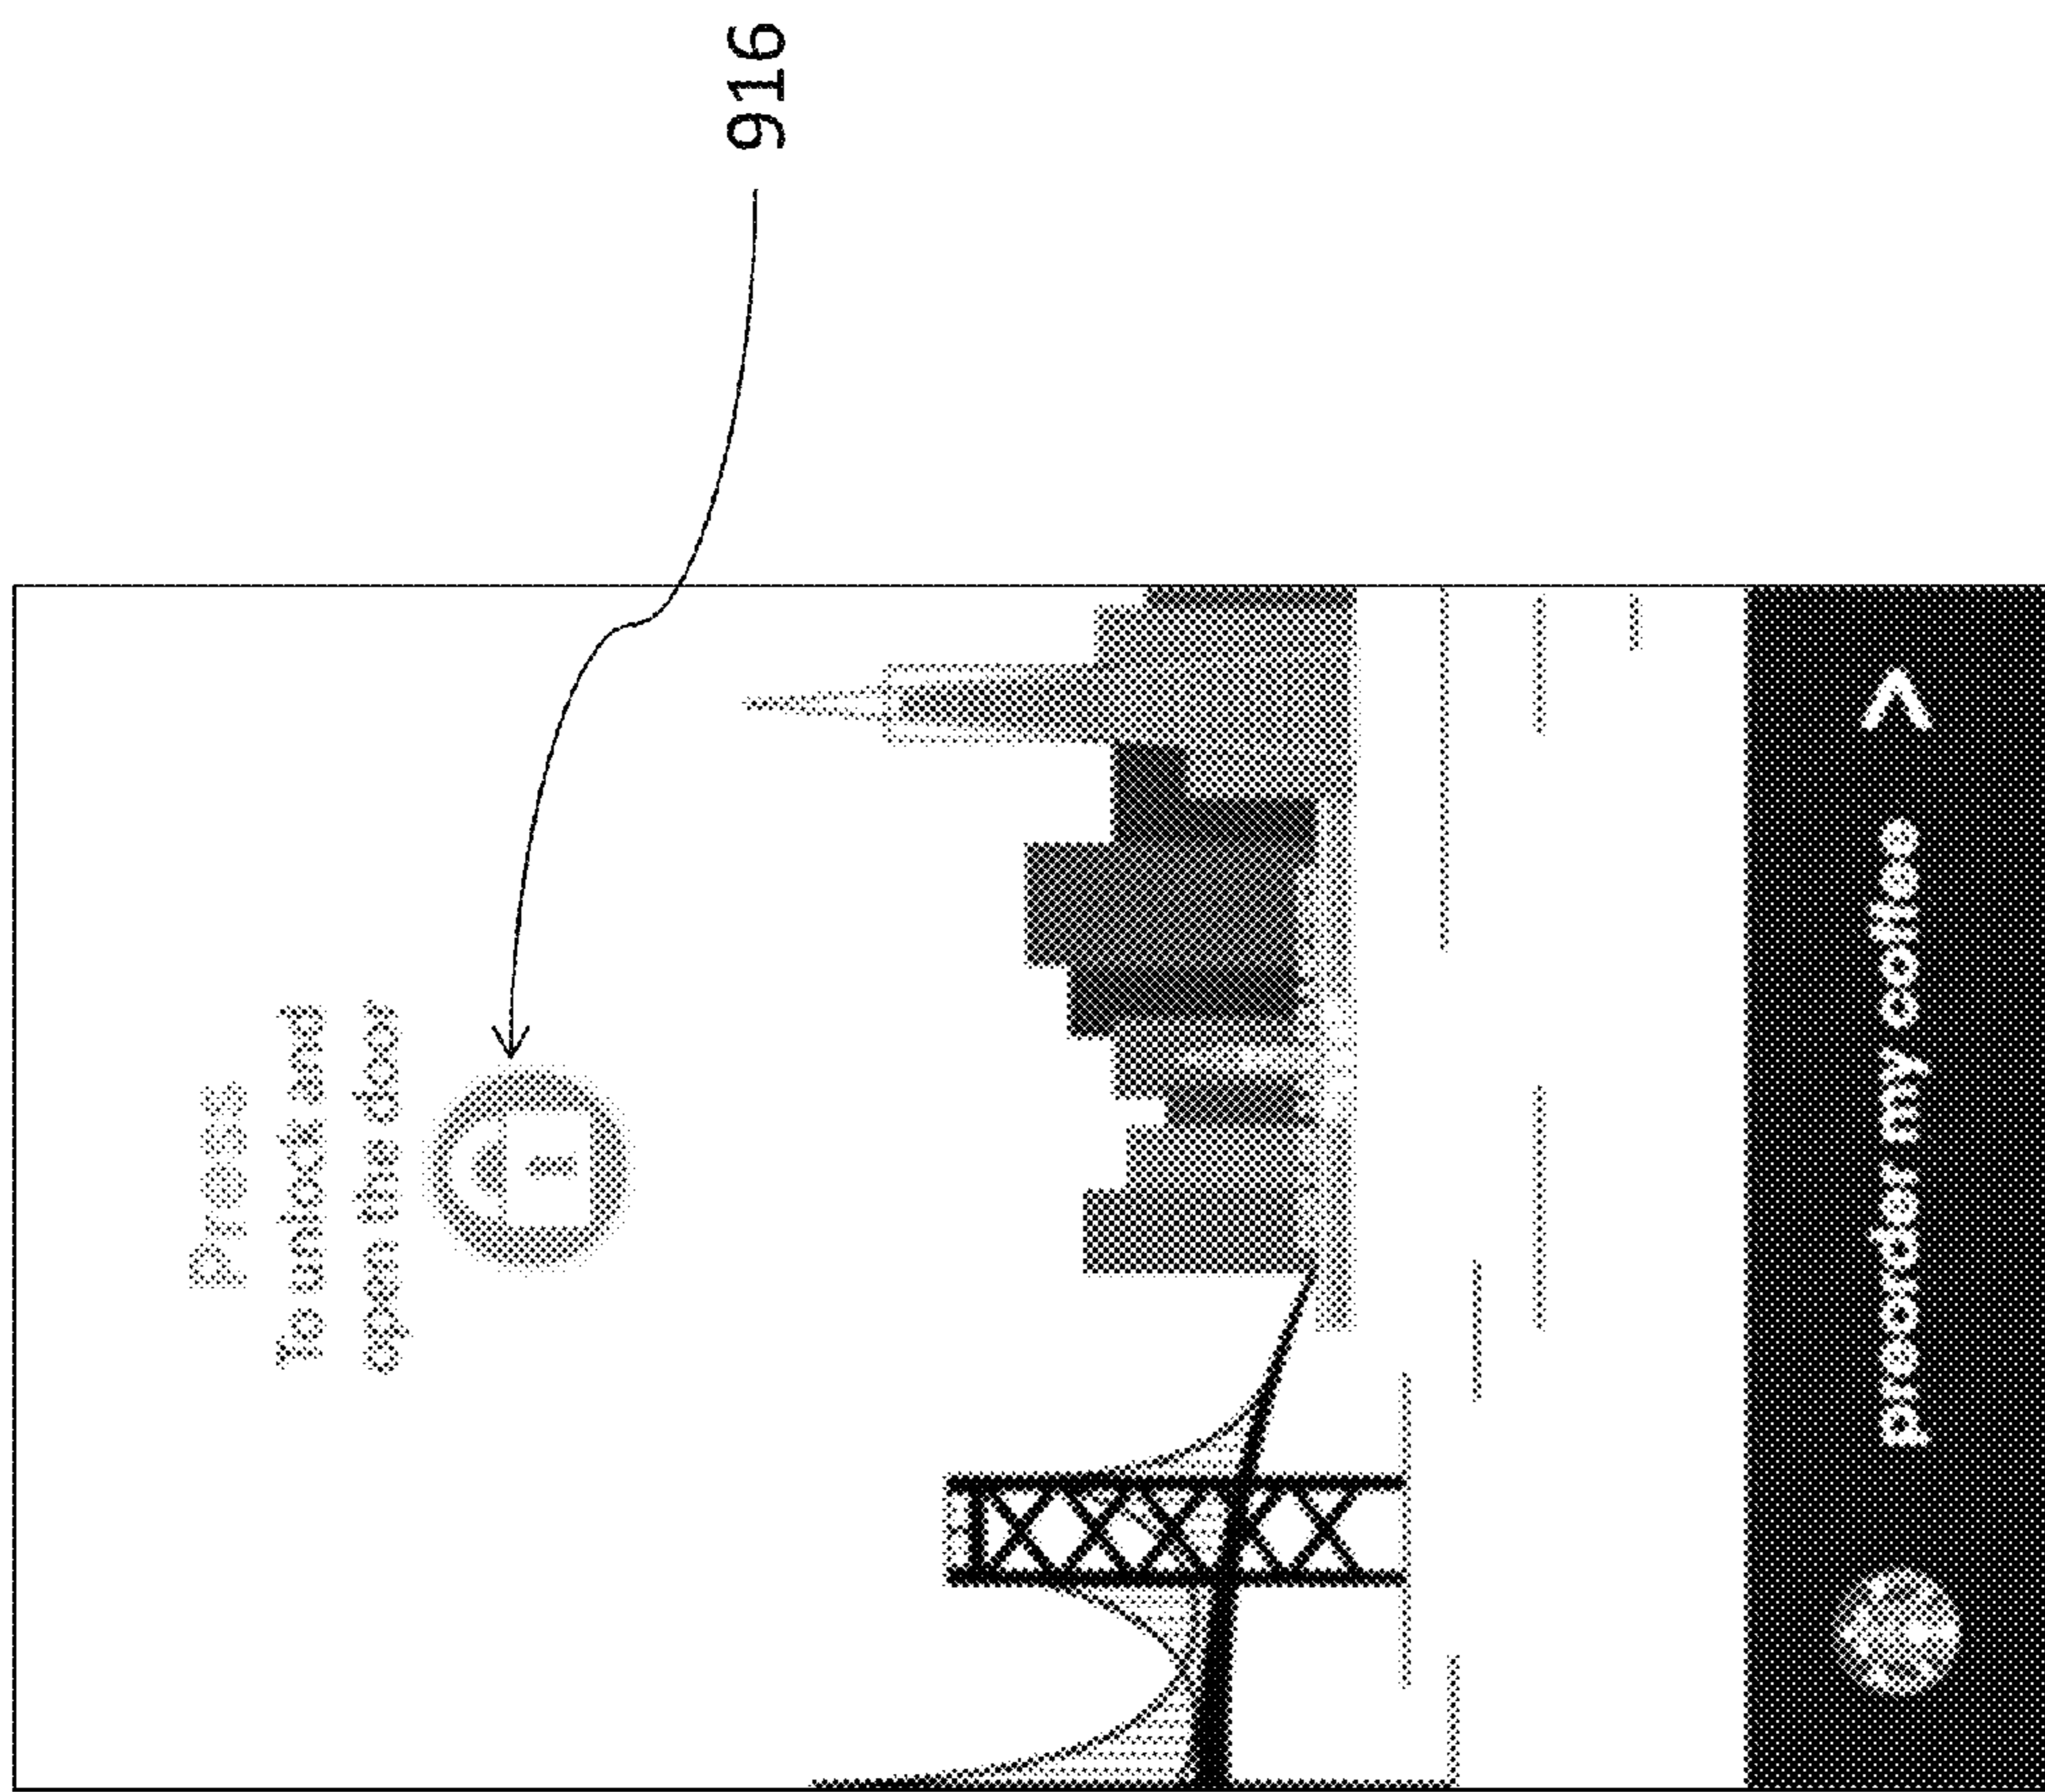 916
Press
To unlock and
open the door
preorder my coffee >